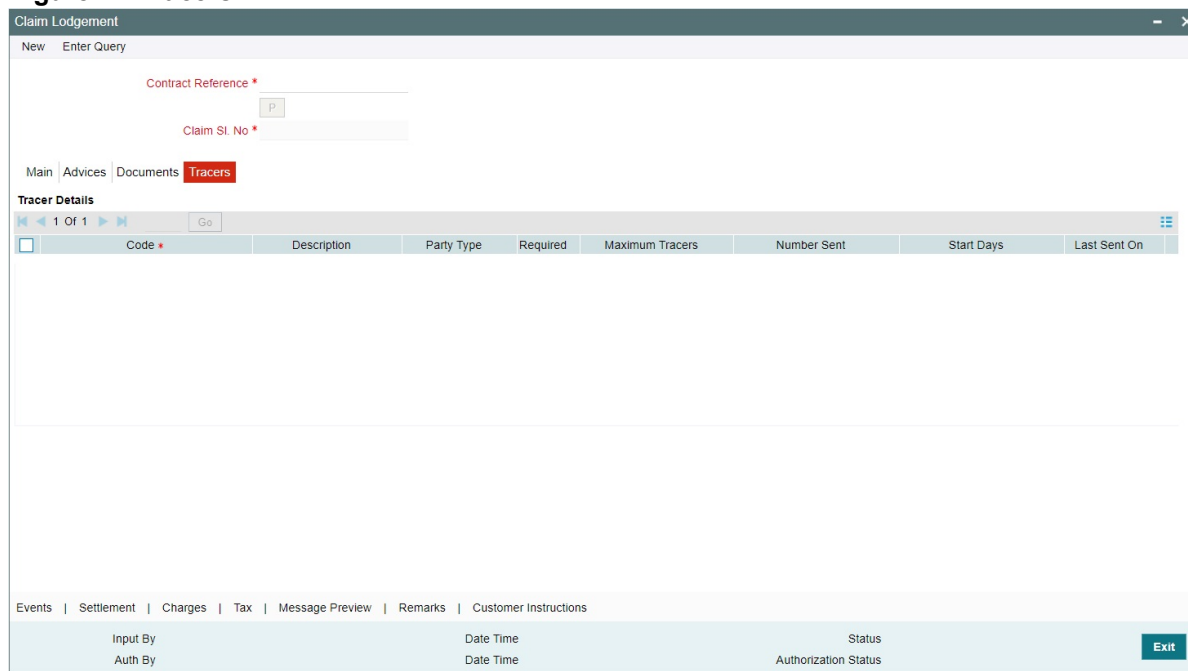 Claim Lodgement
New Enter Query
Contract Reference *
P
Claim Sl. No *
Main Advices Documents Tracers
Tracer Details
1 Of 1 Go
Code * Description Party Type Required Maximum Tracers Number Sent Start Days Last Sent On
Events | Settlement | Charges | Tax | Message Preview | Remarks | Customer Instructions
Input By Date Time Status
Auth By Date Time Authorization Status
Exit